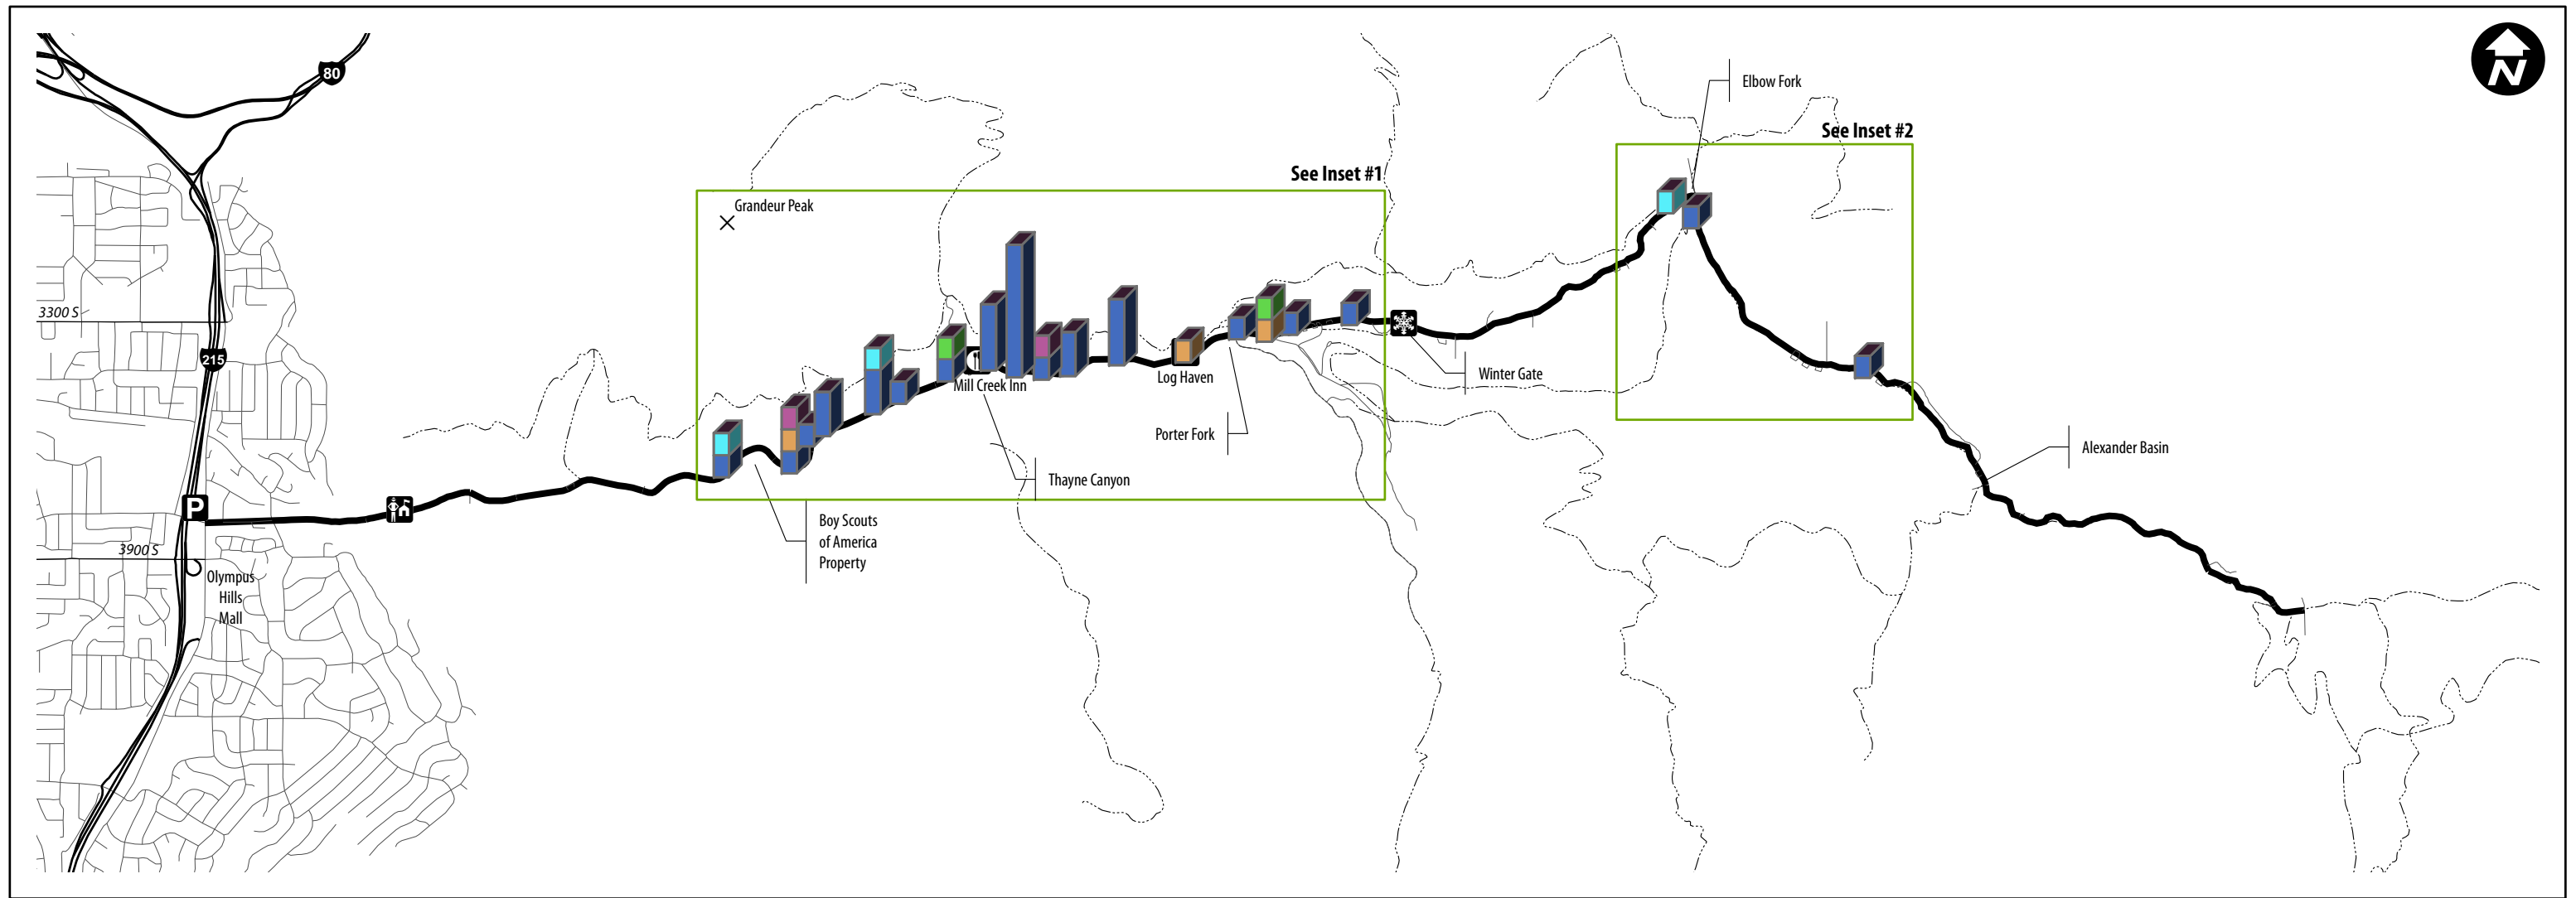 80
N
Elbow Fork
See Inset #2
See Inset #1
Grandeur Peak
3300 S
215
Mill Creek Inn
Log Haven
Winter Gate
Porter Fork
Alexander Basin
Thayne Canyon
P
Boy Scouts
of America
Property
3900 S
Olympus
Hills
Mall